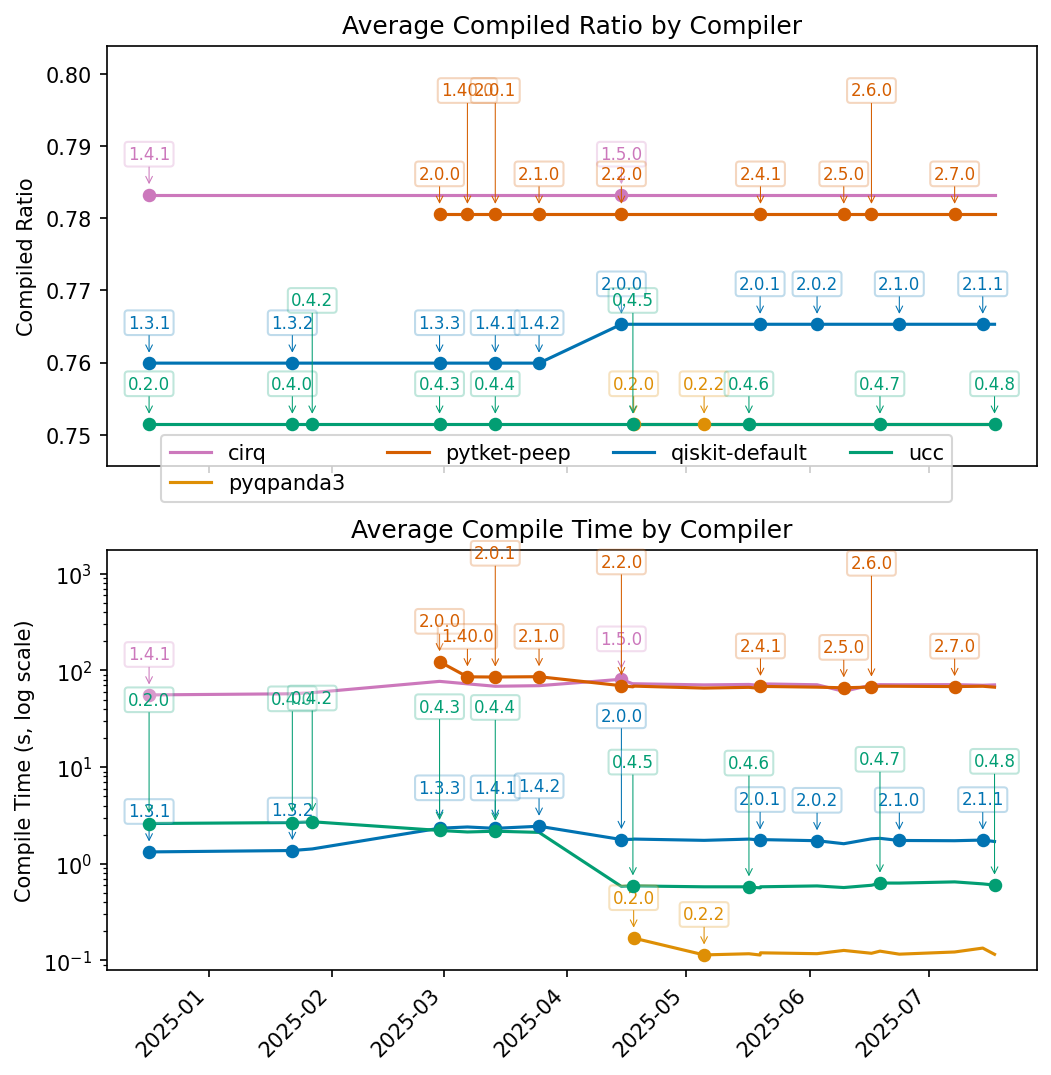 Average Compiled Ratio by Compiler
Compiled Ratio
0.80
0.79
0.78
0.77
0.76
0.75
1.40.0 2.0.1 2.6.0
1.4.1 1.5.0
2.0.0 2.1.0 2.2.0 2.4.1 2.5.0 2.7.0
2.0.0 2.0.1 2.0.2 2.1.0 2.1.1
0.4.2 0.4.5
1.3.1 1.3.2 1.3.3 1.4.1 1.4.2
0.2.0 0.4.0 0.4.3 0.4.4 0.2.0 0.2.2 0.4.6 0.4.7 0.4.8
cirq pytket-peep qiskit-default ucc
pyqpanda3
Average Compile Time by Compiler
Compile Time (s, log scale)
10³
10²
10¹
10⁰
10⁻¹
2.0.1 2.2.0 2.6.0
2.0.0
1.40.0 2.1.0 1.5.0 2.4.1 2.5.0 2.7.0
1.4.1
0.2.0 0.4.0 0.4.2 0.4.3 0.4.4
2.0.0
0.4.5 0.4.6 0.4.7 0.4.8
1.3.3 1.4.1 1.4.2
2.0.1 2.0.2 2.1.0 2.1.1
1.3.1 1.3.2
0.2.0
0.2.2
2025-01 2025-02 2025-03 2025-04 2025-05 2025-06 2025-07